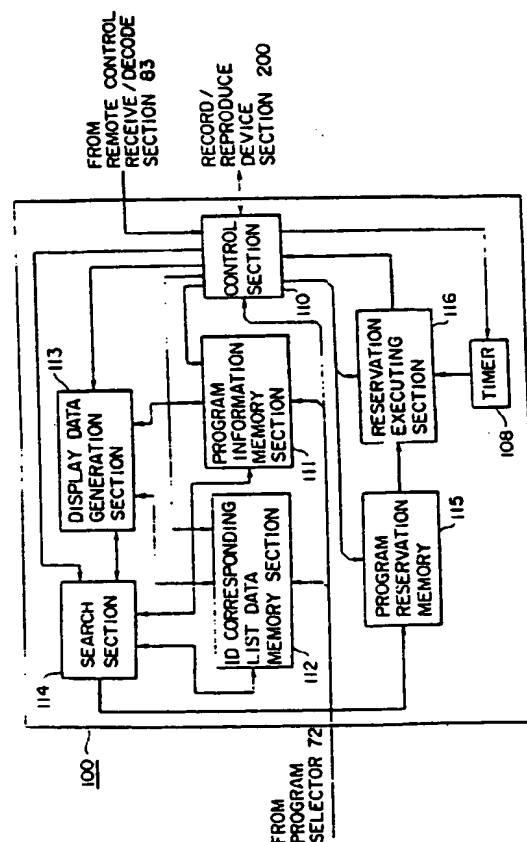 FROM
REMOTE CONTROL
RECEIVE/DECODE
SECTION 83
RECORD/
REPRODUCE
DEVICE
SECTION 200
100
114
SEARCH
SECTION
113
DISPLAY DATA
GENERATION
SECTION
CONTROL
SECTION
110
112
ID CORRESPONDING
LIST DATA
MEMORY SECTION
PROGRAM
INFORMATION
MEMORY
SECTION
111
PROGRAM
RESERVATION
MEMORY
115
RESERVATION
EXECUTING
SECTION
116
TIMER
108
FROM
PROGRAM
SELECTOR 72